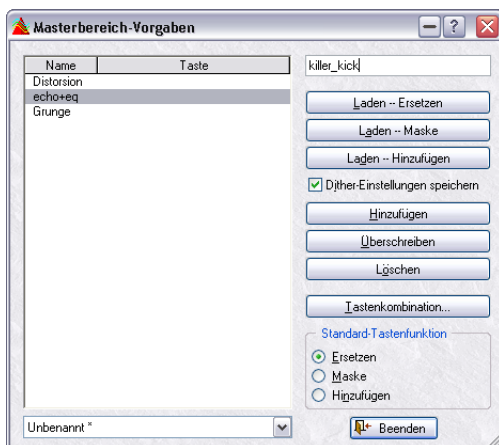 Masterbereich-Vorgaben
Name Taste
Distorsion
echo+eq
Grunge
killer_kick
Laden -- Ersetzen
Laden -- Maske
Laden -- Hinzufügen
Dither-Einstellungen speichern
Hinzufügen
Überschreiben
Löschen
Tastenkombination...
Standard-Tastenfunktion
Ersetzen
Maske
Hinzufügen
Unbenannt *
Beenden